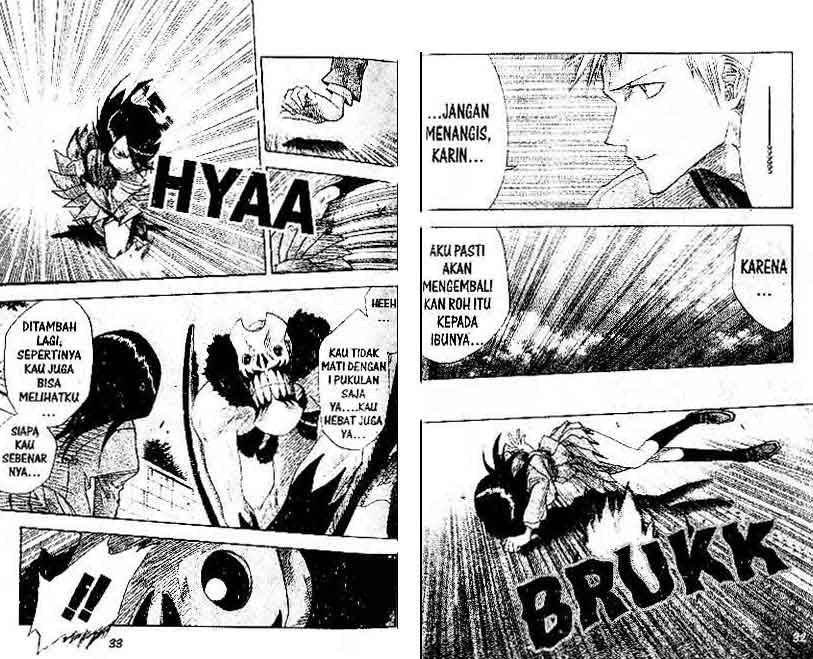 ...JANGAN
MENANGIS,
KARIN...
KARENA
...
AKU PASTI
AKAN
MENGEMBALI
KAN ROH ITU
KEPADA
IBUNYA...
BRUKK
32
HYAA
HEEH
...
KAU TIDAK
MATI DENGAN
1 PUKULAN
SAJA
YA....KAU
HEBAT JUGA
YA...
DITAMBAH
LAGI,
SEPERTINYA
KAU JUGA
BISA
MELIHATKU
...
SIAPA
KAU
SEBENAR
NYA...
!!
33